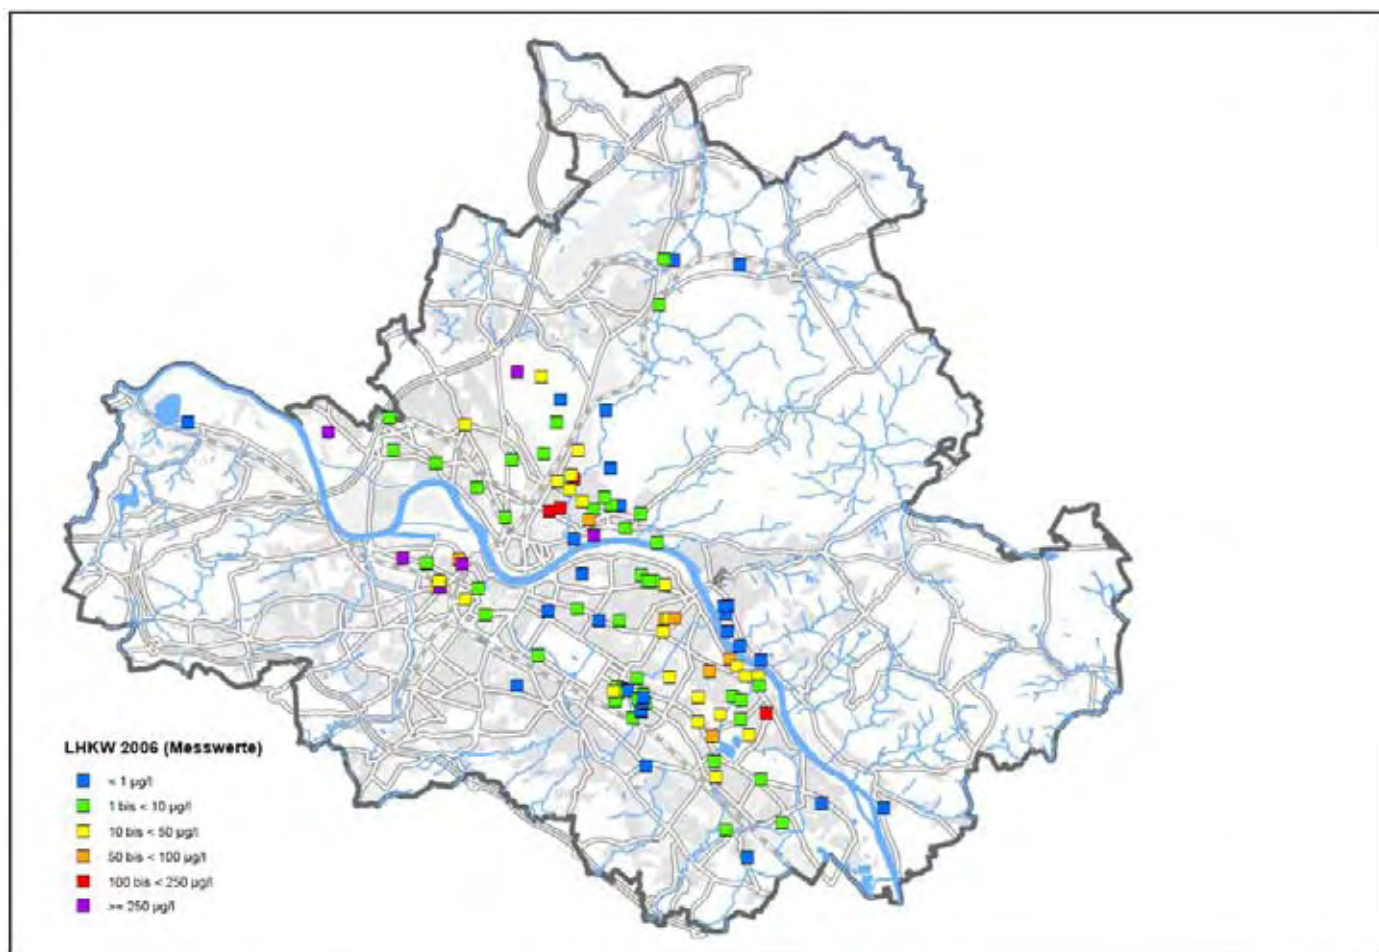 LHKW 2006 (Messwerte)
< 1 µg/l
1 bis < 10 µg/l
10 bis < 50 µg/l
50 bis < 100 µg/l
100 bis < 250 µg/l
>= 250 µg/l